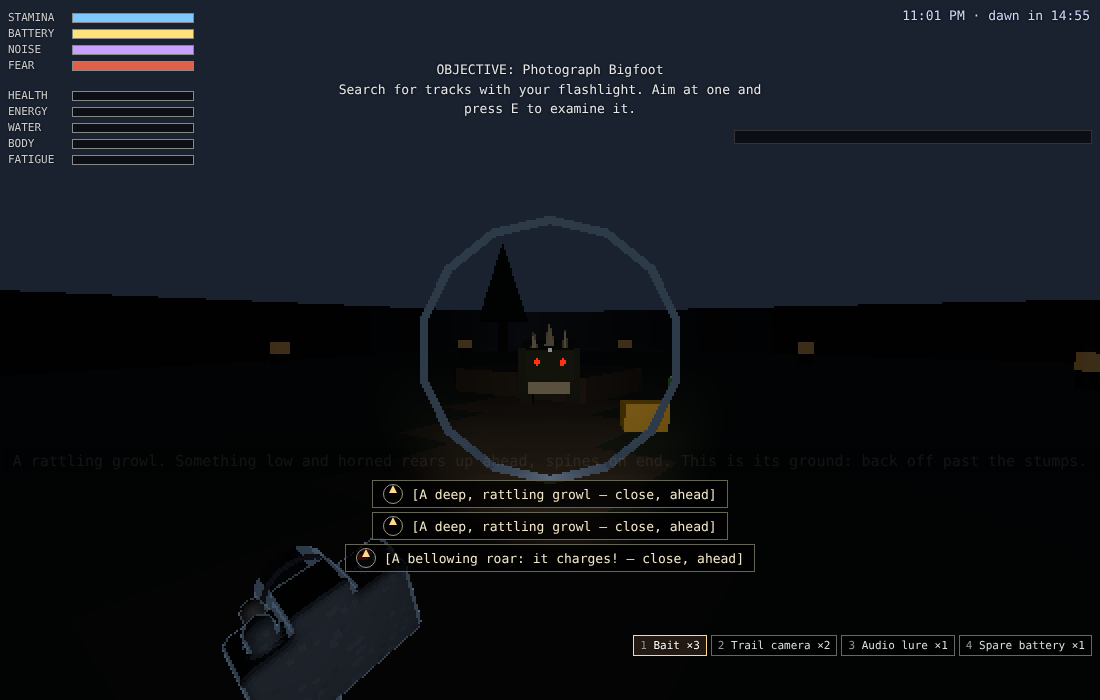 STAMINA
BATTERY
NOISE
FEAR
HEALTH
ENERGY
WATER
BODY
FATIGUE
11:01 PM · dawn in 14:55
OBJECTIVE: Photograph Bigfoot
Search for tracks with your flashlight. Aim at one and
press E to examine it.
A rattling growl. Something low and horned rears up ahead, spines on end. This is its ground: back off past the stumps.
[A deep, rattling growl — close, ahead]
[A deep, rattling growl — close, ahead]
[A bellowing roar: it charges! — close, ahead]
1 Bait ×3
2 Trail camera ×2
3 Audio lure ×1
4 Spare battery ×1